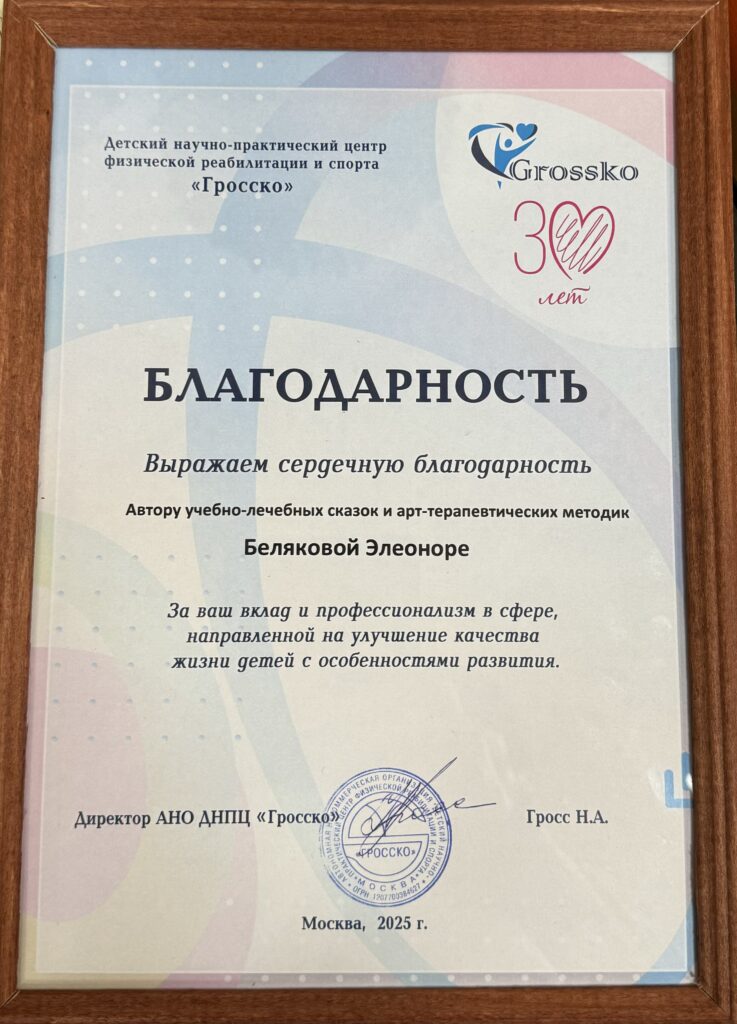 Детский научно-практический центр
физической реабилитации и спорта
«Гросско»
Grossko
30
лет
БЛАГОДАРНОСТЬ
Выражаем сердечную благодарность
Автору учебно-лечебных сказок и арт-терапевтических методик
Беляковой Элеоноре
За ваш вклад и профессионализм в сфере,
направленной на улучшение качества
жизни детей с особенностями развития.
Директор АНО ДНПЦ «Гросско»
Гросс Н.А.
«ГРОССКО»
МОСКВА
Москва, 2025 г.